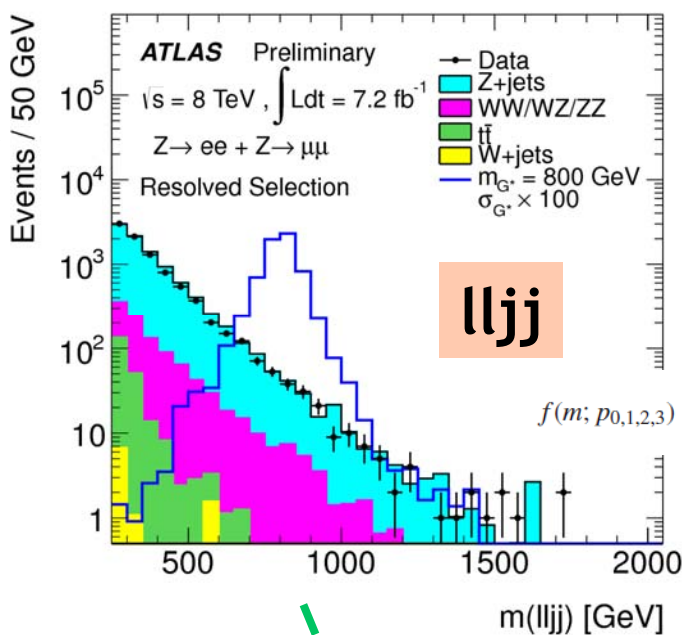 ATLAS Preliminary
√s = 8 TeV , ∫ Ldt = 7.2 fb⁻¹
Z→ ee + Z→ μμ
Resolved Selection
Data
Z+jets
WW/WZ/ZZ
tt̄
W+jets
m_G* = 800 GeV
σ_G* × 100
lljj
f(m; p₀,₁,₂,₃)
Events / 50 GeV
10⁵
10⁴
10³
10²
10
1
500 1000 1500 2000
m(lljj) [GeV]